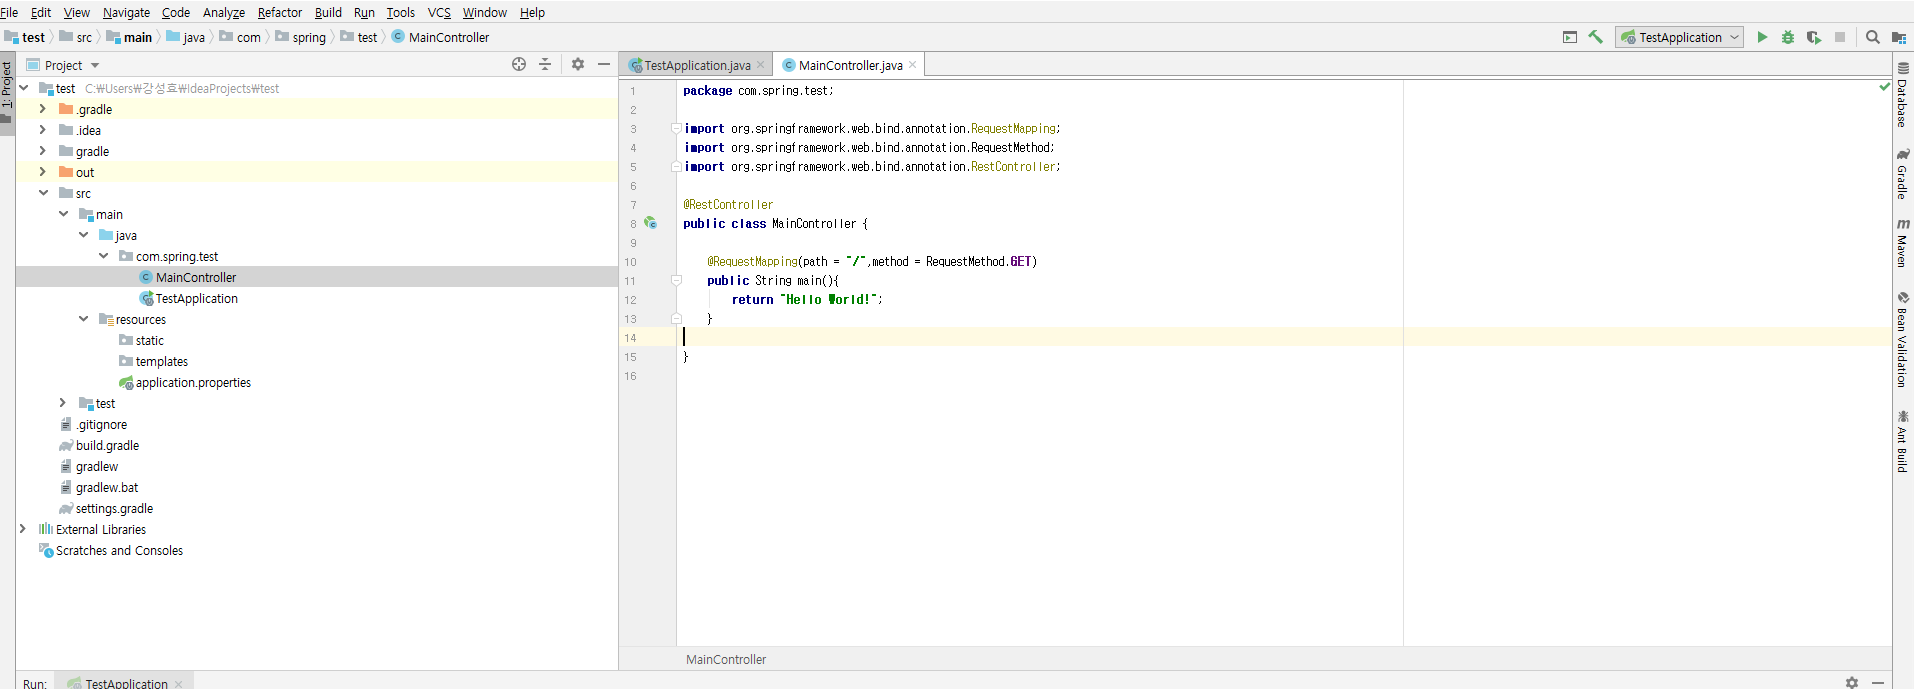 File Edit View Navigate Code Analyze Refactor Build Run Tools VCS Window Help
test src main java com spring test MainController
TestApplication
1: Project
Project
test C:₩Users₩강성효₩IdeaProjects₩test
.gradle
.idea
gradle
out
src
main
java
com.spring.test
MainController
TestApplication
resources
static
templates
application.properties
test
.gitignore
build.gradle
gradlew
gradlew.bat
settings.gradle
External Libraries
Scratches and Consoles
TestApplication.java MainController.java
1 package com.spring.test;
2
3 import org.springframework.web.bind.annotation.RequestMapping;
4 import org.springframework.web.bind.annotation.RequestMethod;
5 import org.springframework.web.bind.annotation.RestController;
6
7 @RestController
8 public class MainController {
9
10 @RequestMapping(path = "/",method = RequestMethod.GET)
11 public String main(){
12 return "Hello World!";
13 }
14
15 }
16
MainController
Database
Gradle
Maven
Bean Validation
Ant Build
Run: TestApplication